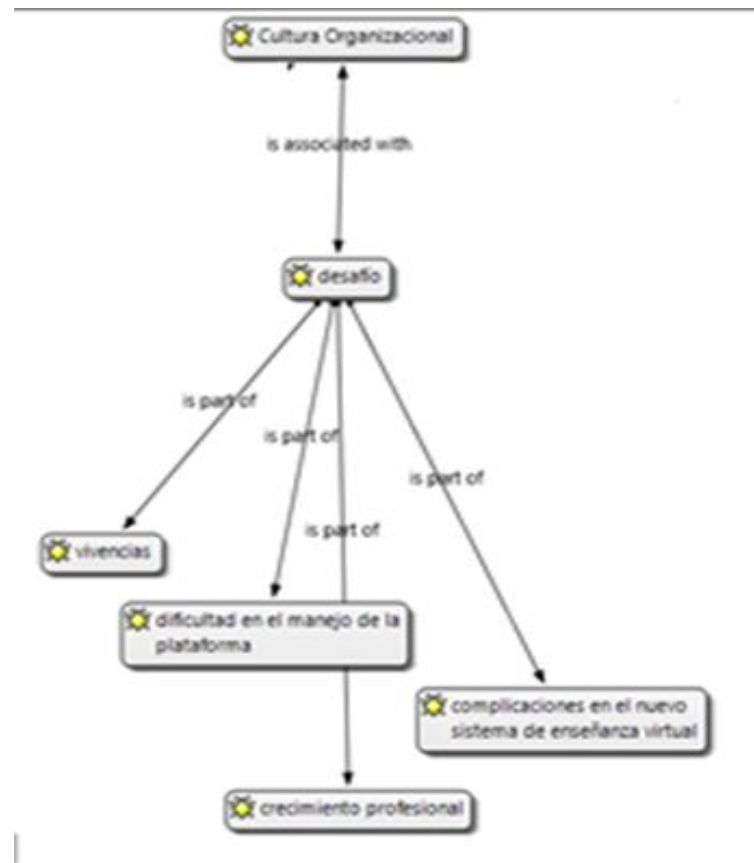 Cultura Organizacional
is associated with
desafío
is part of
is part of
is part of
is part of
vivencias
dificultad en el manejo de la
plataforma
complicaciones en el nuevo
sistema de enseñanza virtual
crecimiento profesional